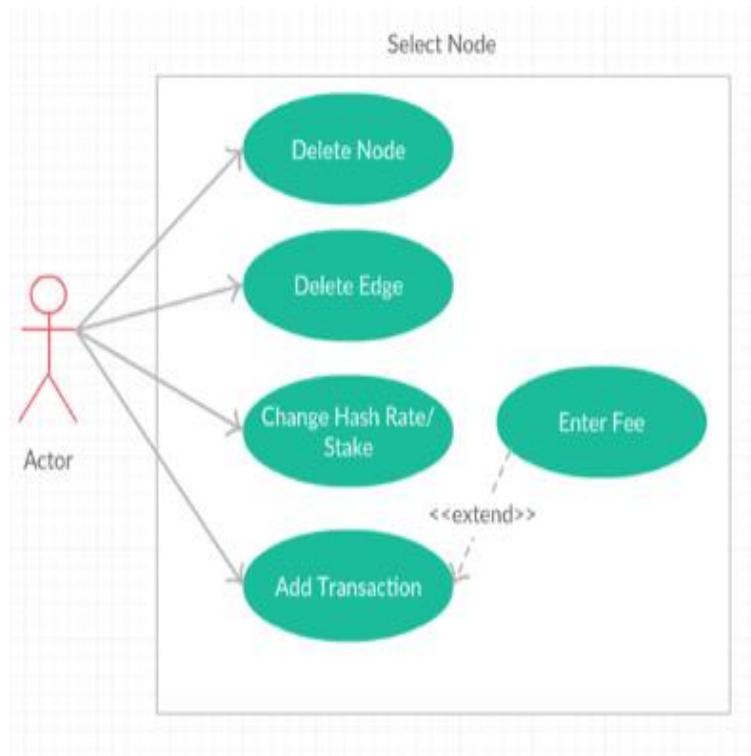 Select Node
Delete Node
Delete Edge
Change Hash Rate/
Stake
Enter Fee
Actor
<<extend>>
Add Transaction